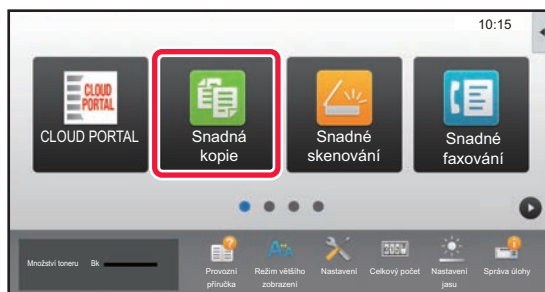 10:15
CLOUD
PORTAL
CLOUD PORTAL
Snadná
kopie
Snadné
skenování
Snadné
faxování
Množství toneru Bk
Provozní
příručka
Režim většího
zobrazení
Nastavení
Celkový počet
Nastavení
jasu
Správa úlohy